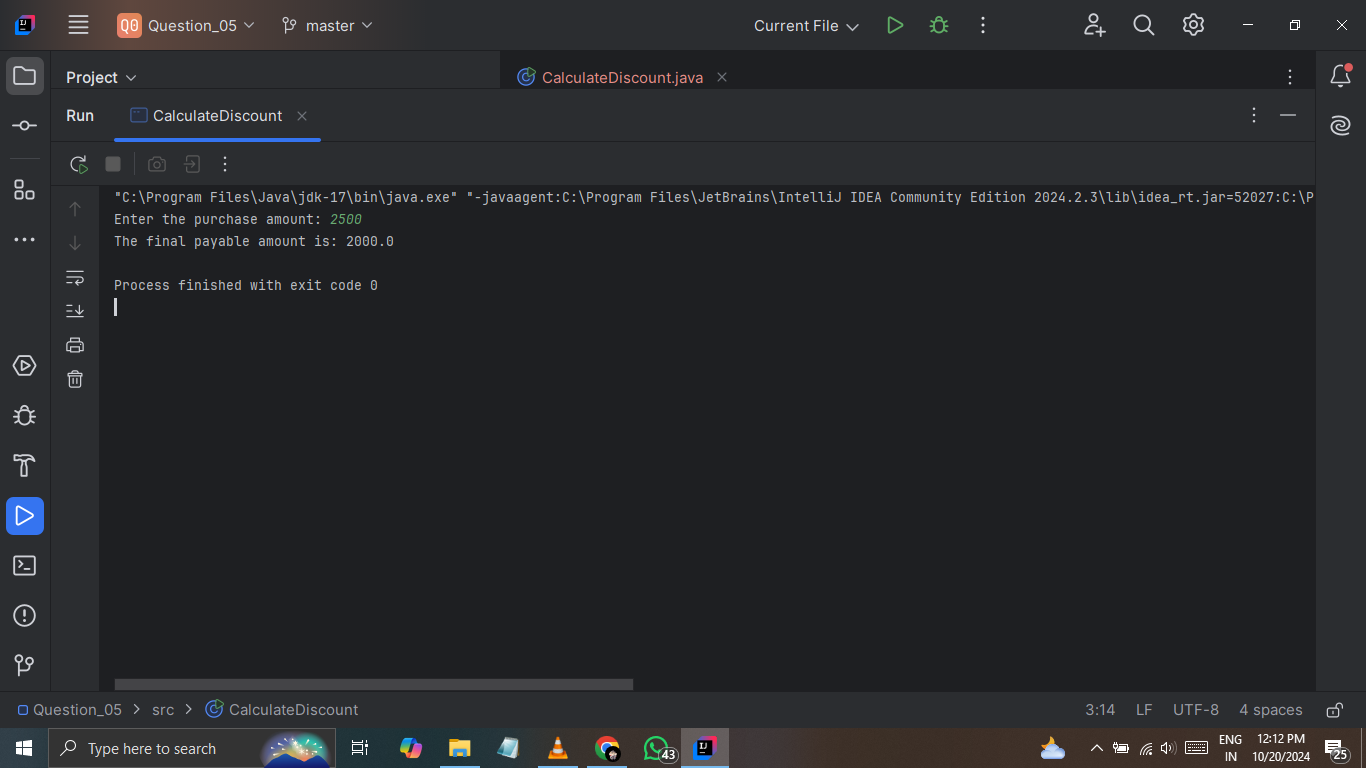 Q0 Question_05 master Current File
Project CalculateDiscount.java
Run CalculateDiscount
"C:\Program Files\Java\jdk-17\bin\java.exe" "-javaagent:C:\Program Files\JetBrains\IntelliJ IDEA Community Edition 2024.2.3\lib\idea_rt.jar=52027:C:\P
Enter the purchase amount: 2500
The final payable amount is: 2000.0
Process finished with exit code 0
Question_05 > src > CalculateDiscount 3:14 LF UTF-8 4 spaces
Type here to search 43 ENG 12:12 PM
IN 10/20/2024 25